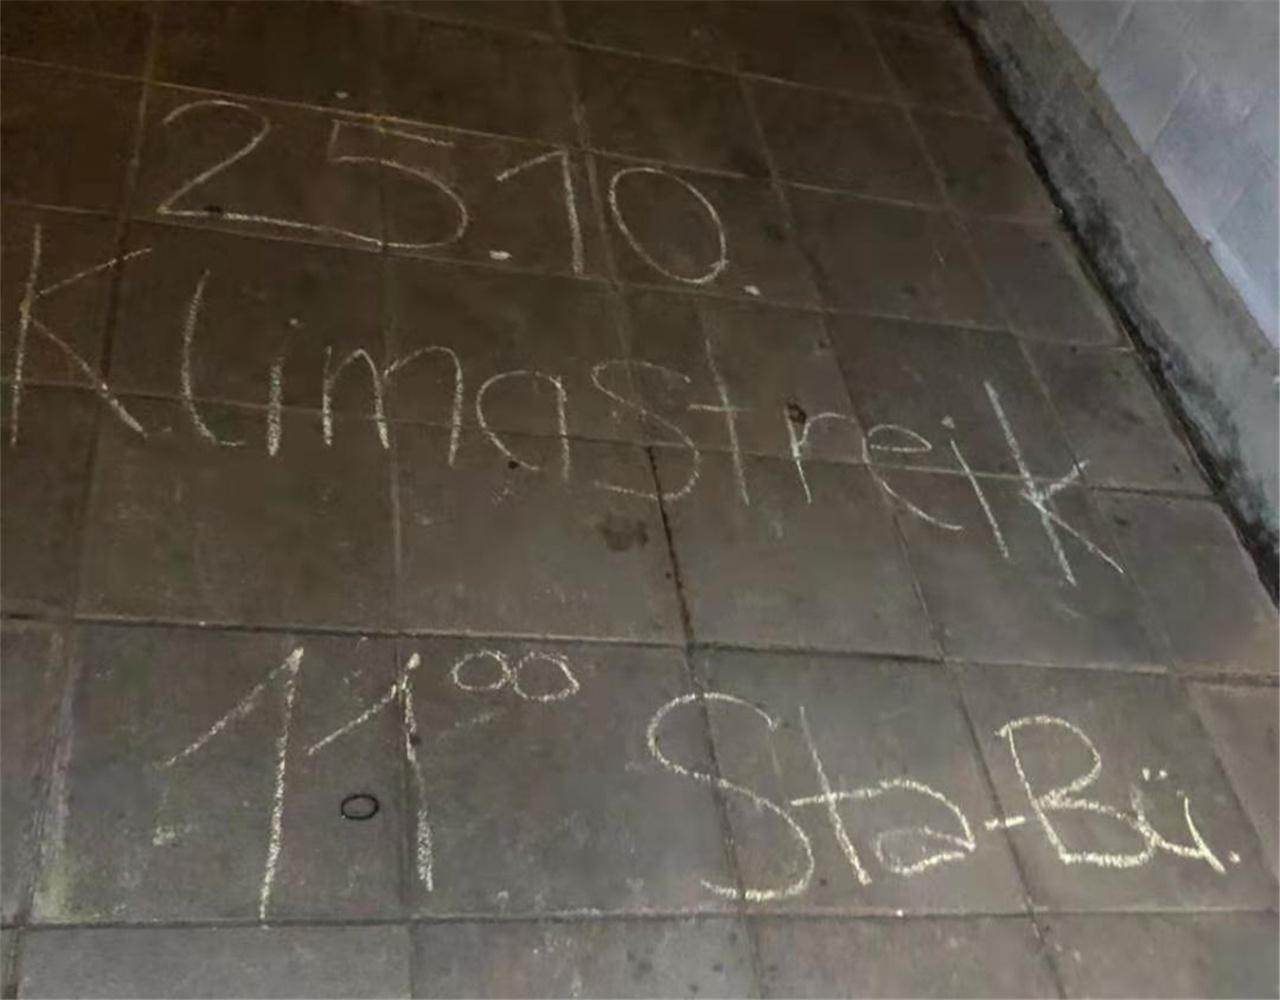 25.10.
Klimastreik
11⁰⁰ Sta-Bü.